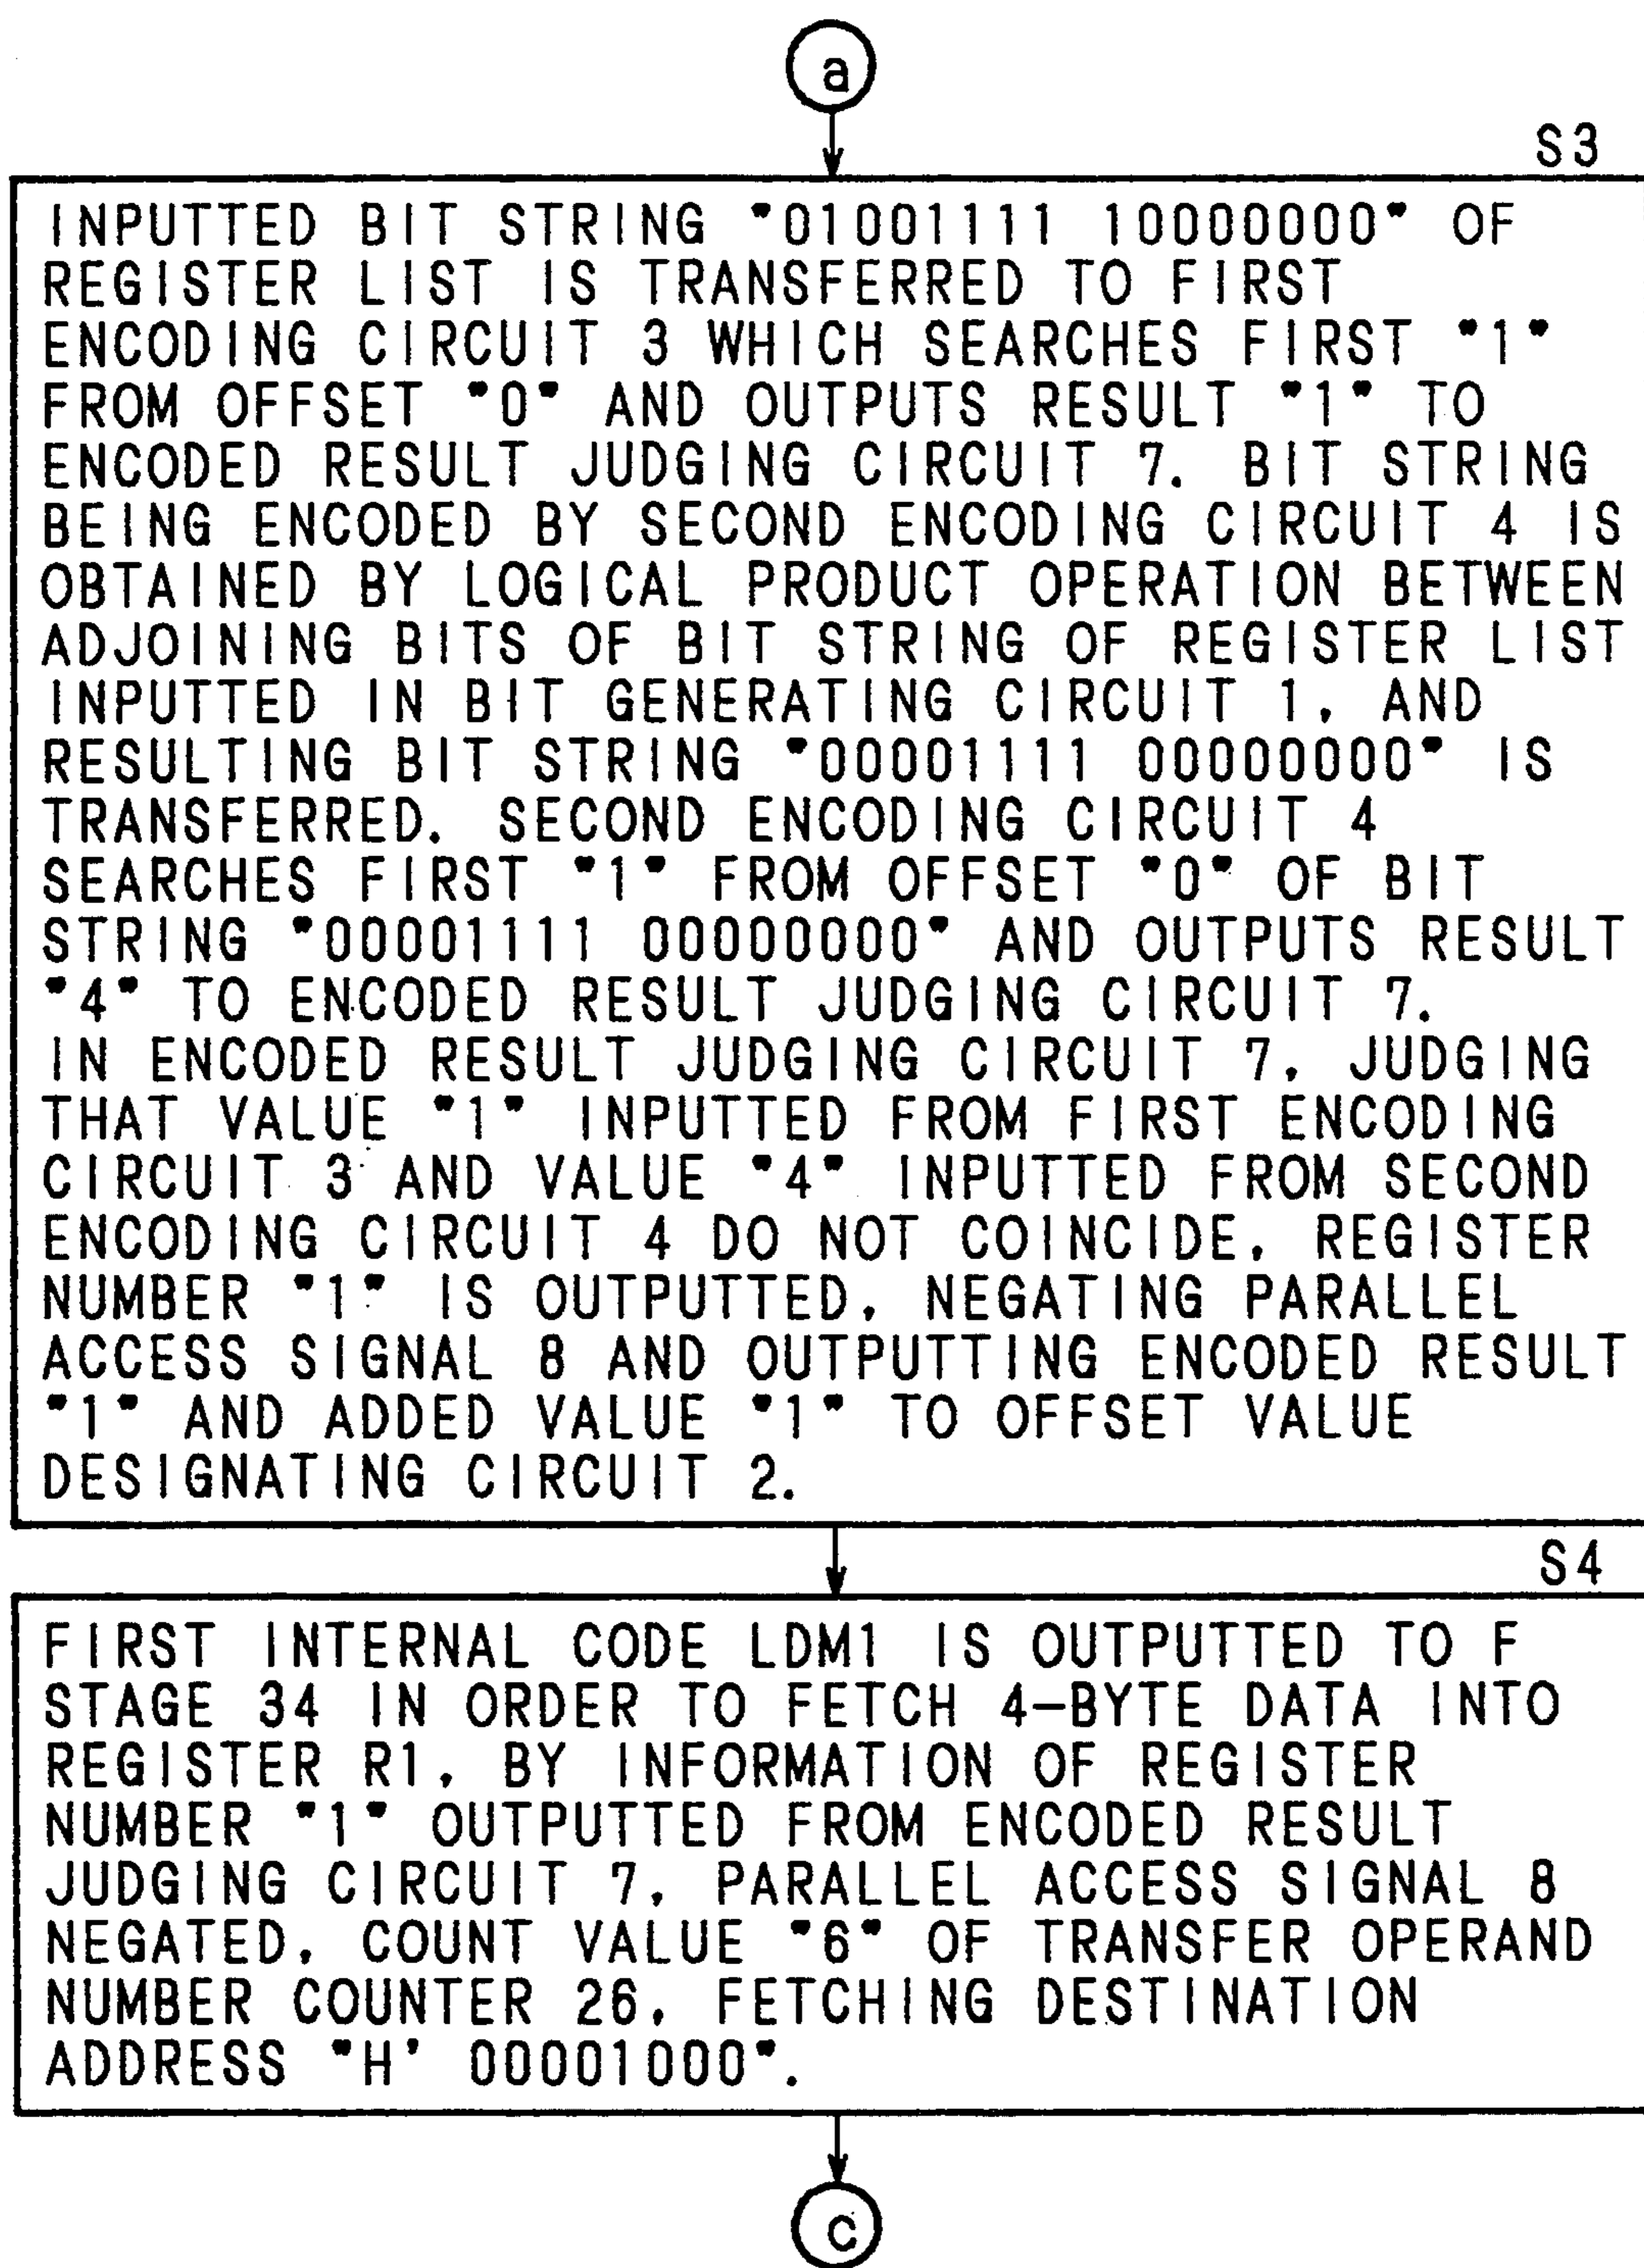 a
S3
INPUTTED BIT STRING "01001111 10000000" OF
REGISTER LIST IS TRANSFERRED TO FIRST
ENCODING CIRCUIT 3 WHICH SEARCHES FIRST "1"
FROM OFFSET "0" AND OUTPUTS RESULT "1" TO
ENCODED RESULT JUDGING CIRCUIT 7. BIT STRING
BEING ENCODED BY SECOND ENCODING CIRCUIT 4 IS
OBTAINED BY LOGICAL PRODUCT OPERATION BETWEEN
ADJOINING BITS OF BIT STRING OF REGISTER LIST
INPUTTED IN BIT GENERATING CIRCUIT 1, AND
RESULTING BIT STRING "00001111 00000000" IS
TRANSFERRED. SECOND ENCODING CIRCUIT 4
SEARCHES FIRST "1" FROM OFFSET "0" OF BIT
STRING "00001111 00000000" AND OUTPUTS RESULT
"4" TO ENCODED RESULT JUDGING CIRCUIT 7.
IN ENCODED RESULT JUDGING CIRCUIT 7, JUDGING
THAT VALUE "1" INPUTTED FROM FIRST ENCODING
CIRCUIT 3 AND VALUE "4" INPUTTED FROM SECOND
ENCODING CIRCUIT 4 DO NOT COINCIDE, REGISTER
NUMBER "1" IS OUTPUTTED, NEGATING PARALLEL
ACCESS SIGNAL 8 AND OUTPUTTING ENCODED RESULT
"1" AND ADDED VALUE "1" TO OFFSET VALUE
DESIGNATING CIRCUIT 2.
S4
FIRST INTERNAL CODE LDM1 IS OUTPUTTED TO F
STAGE 34 IN ORDER TO FETCH 4-BYTE DATA INTO
REGISTER R1, BY INFORMATION OF REGISTER
NUMBER "1" OUTPUTTED FROM ENCODED RESULT
JUDGING CIRCUIT 7, PARALLEL ACCESS SIGNAL 8
NEGATED, COUNT VALUE "6" OF TRANSFER OPERAND
NUMBER COUNTER 26, FETCHING DESTINATION
ADDRESS "H' 00001000".
c